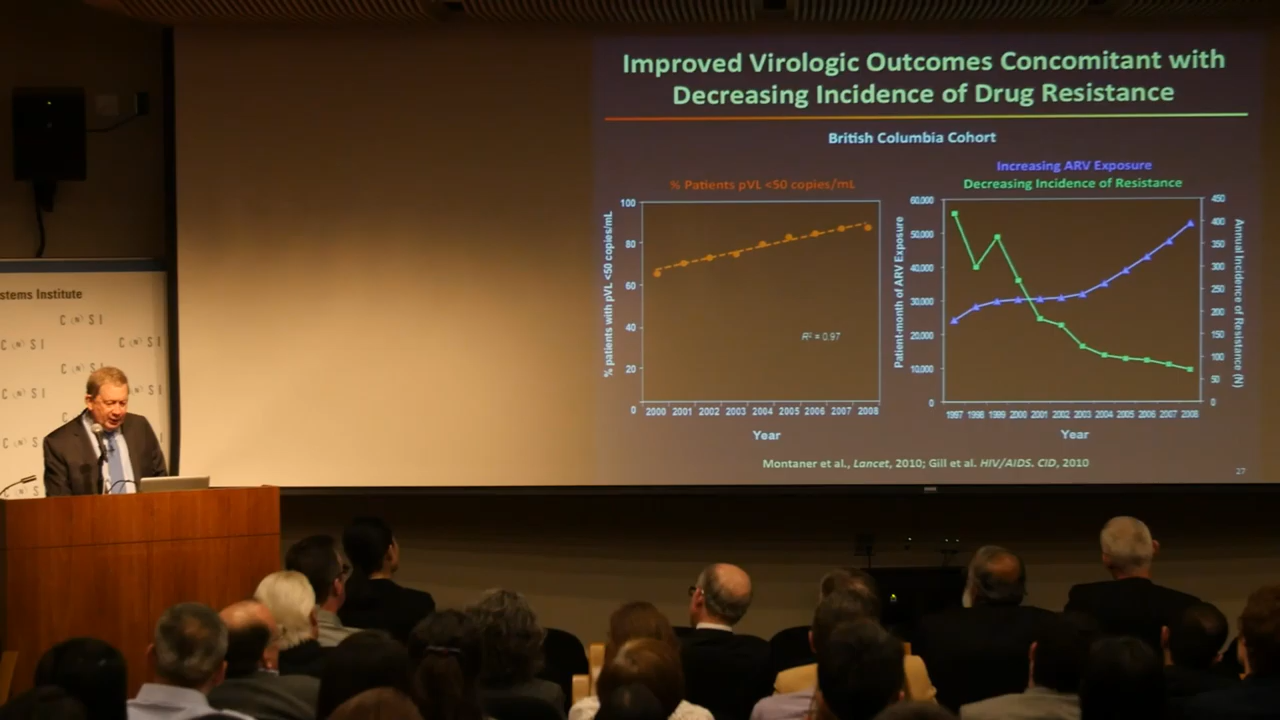 Improved Virologic Outcomes Concomitant with
Decreasing Incidence of Drug Resistance
British Columbia Cohort
% Patients pVL <50 copies/mL
% patients with pVL <50 copies/mL
100
80
60
40
20
0
R² = 0.97
2000 2001 2002 2003 2004 2005 2006 2007 2008
Year
Increasing ARV Exposure
Decreasing Incidence of Resistance
Patient-month of ARV Exposure
60,000
50,000
40,000
30,000
20,000
10,000
0
450
400
350
300
250
200
150
100
50
0
Annual Incidence of Resistance (N)
1997 1998 1999 2000 2001 2002 2003 2004 2005 2006 2007 2008
Year
Montaner et al., Lancet, 2010; Gill et al. HIV/AIDS. CID, 2010
27
stems Institute